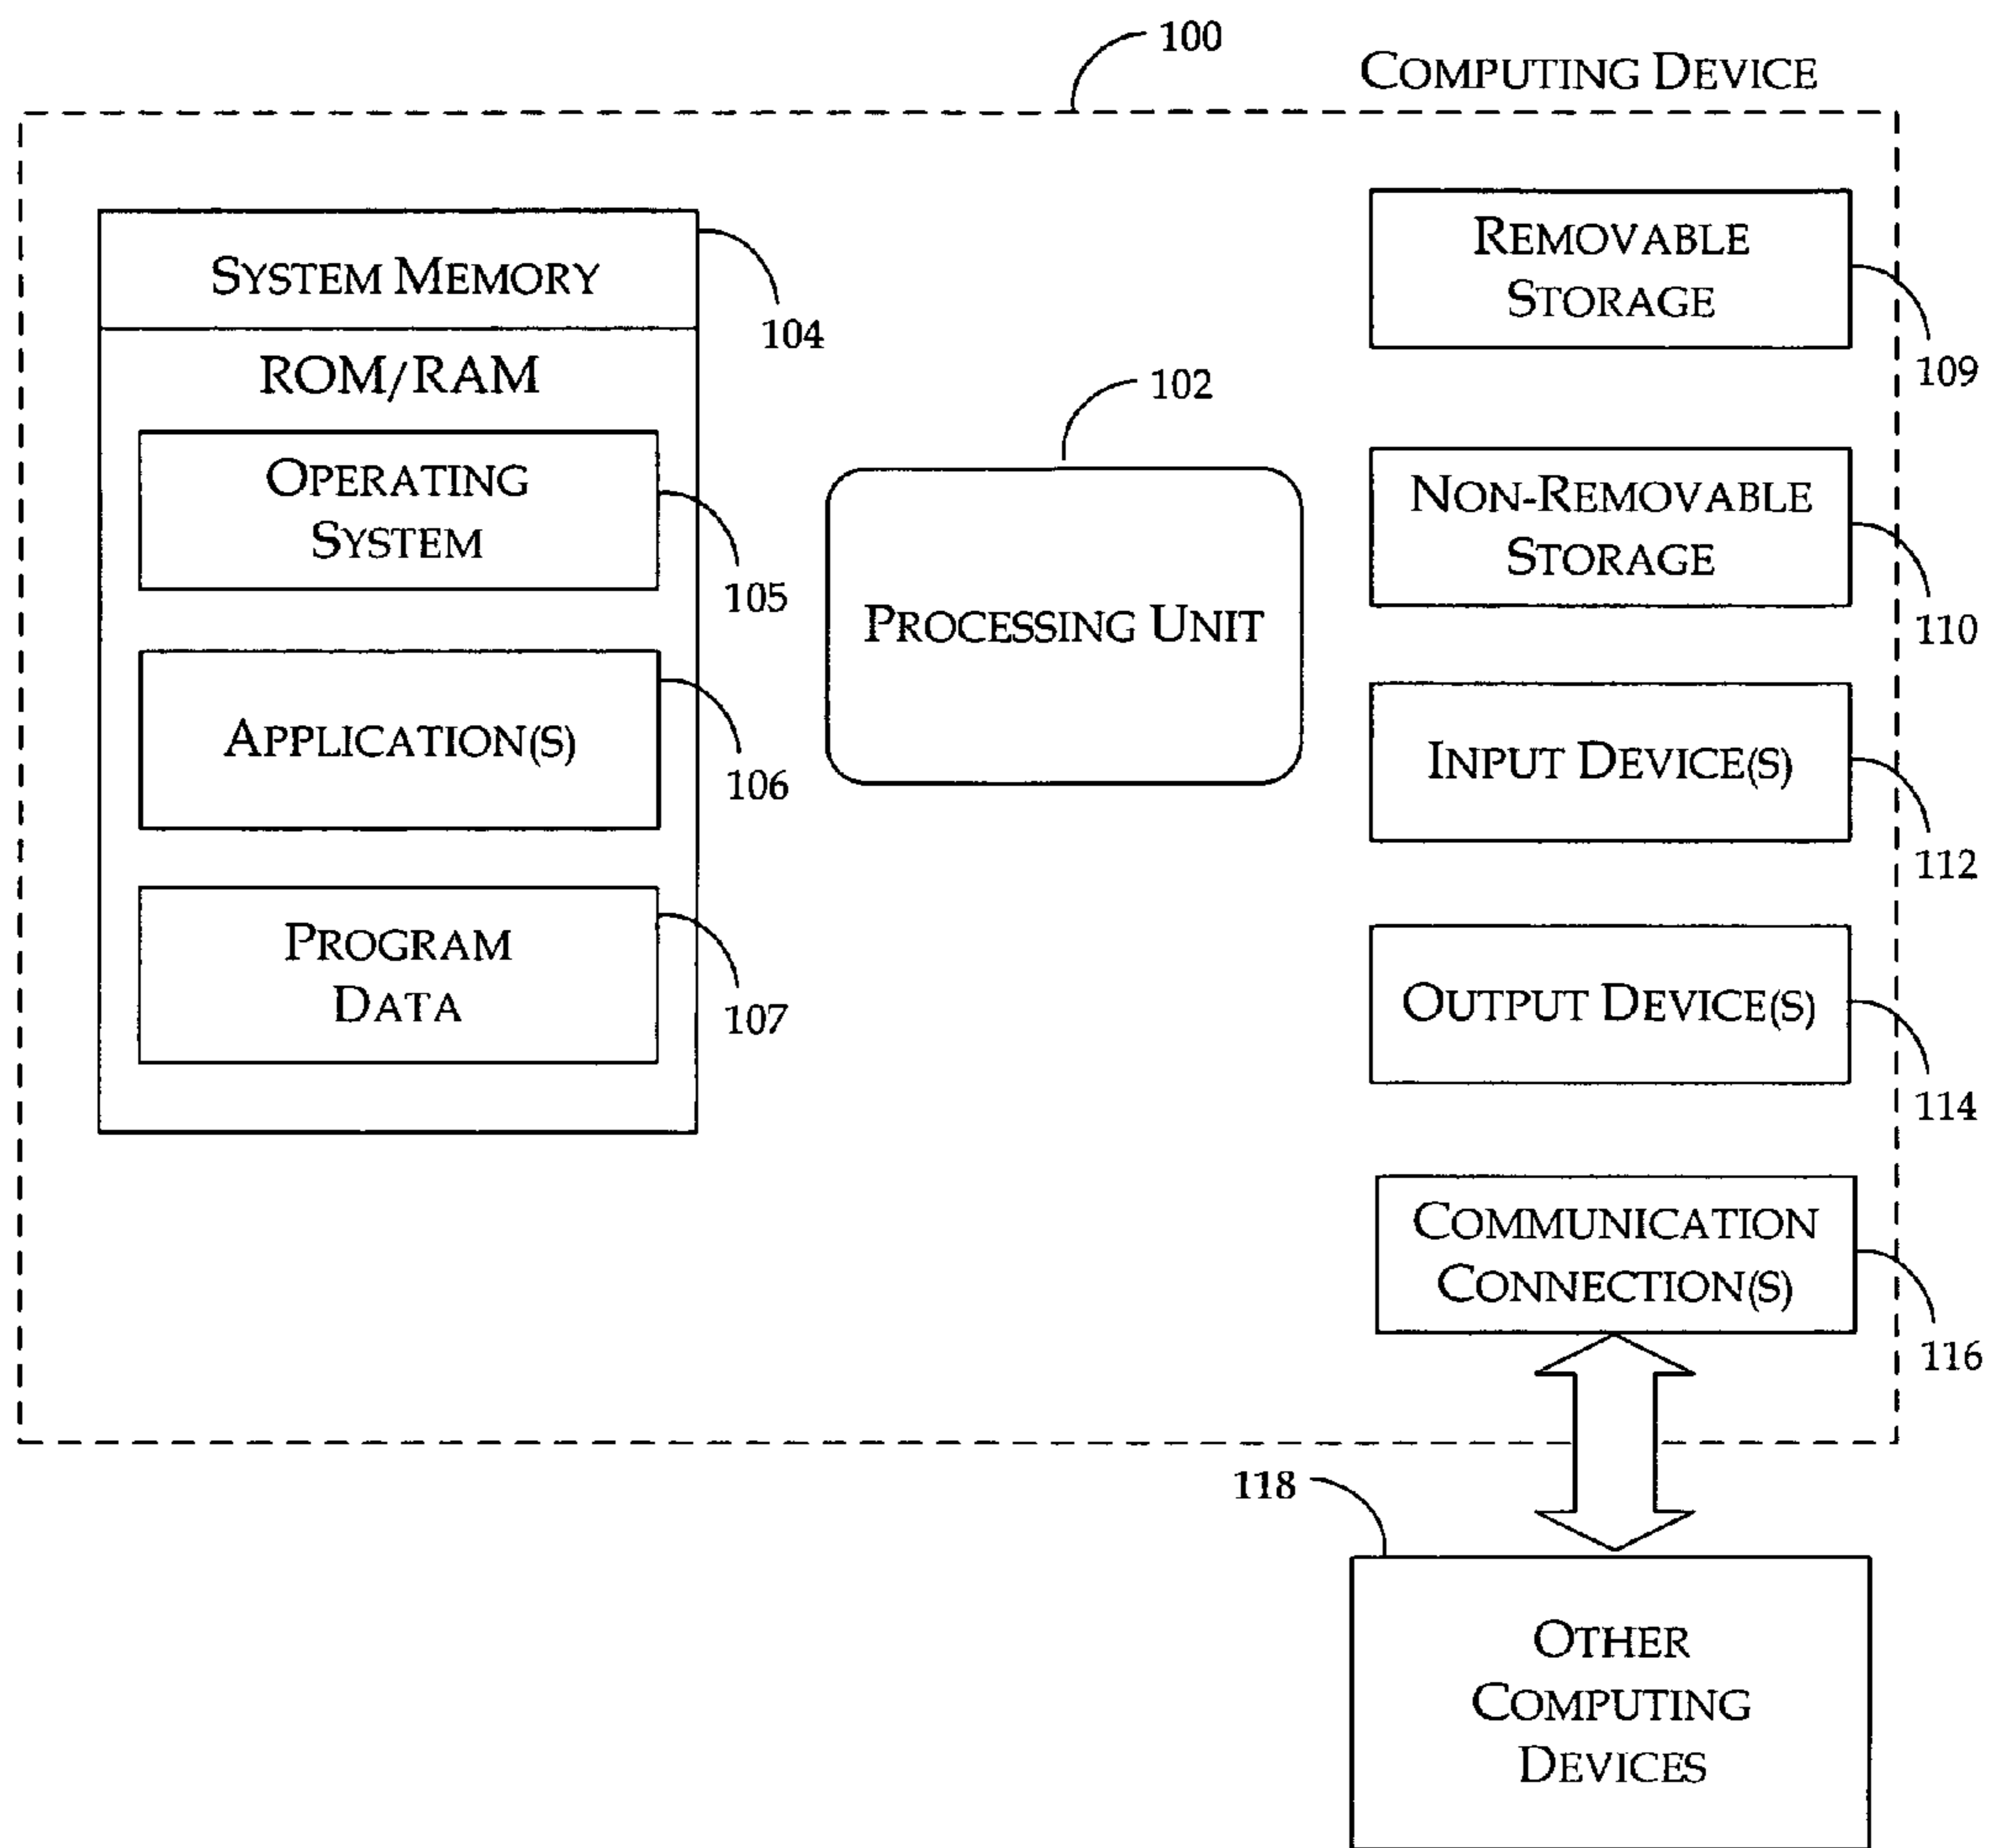 100
COMPUTING DEVICE
SYSTEM MEMORY
104
ROM/RAM
OPERATING
SYSTEM
105
APPLICATION(S)
106
PROGRAM
DATA
107
102
PROCESSING UNIT
REMOVABLE
STORAGE
109
NON-REMOVABLE
STORAGE
110
INPUT DEVICE(S)
112
OUTPUT DEVICE(S)
114
COMMUNICATION
CONNECTION(S)
116
118
OTHER
COMPUTING
DEVICES